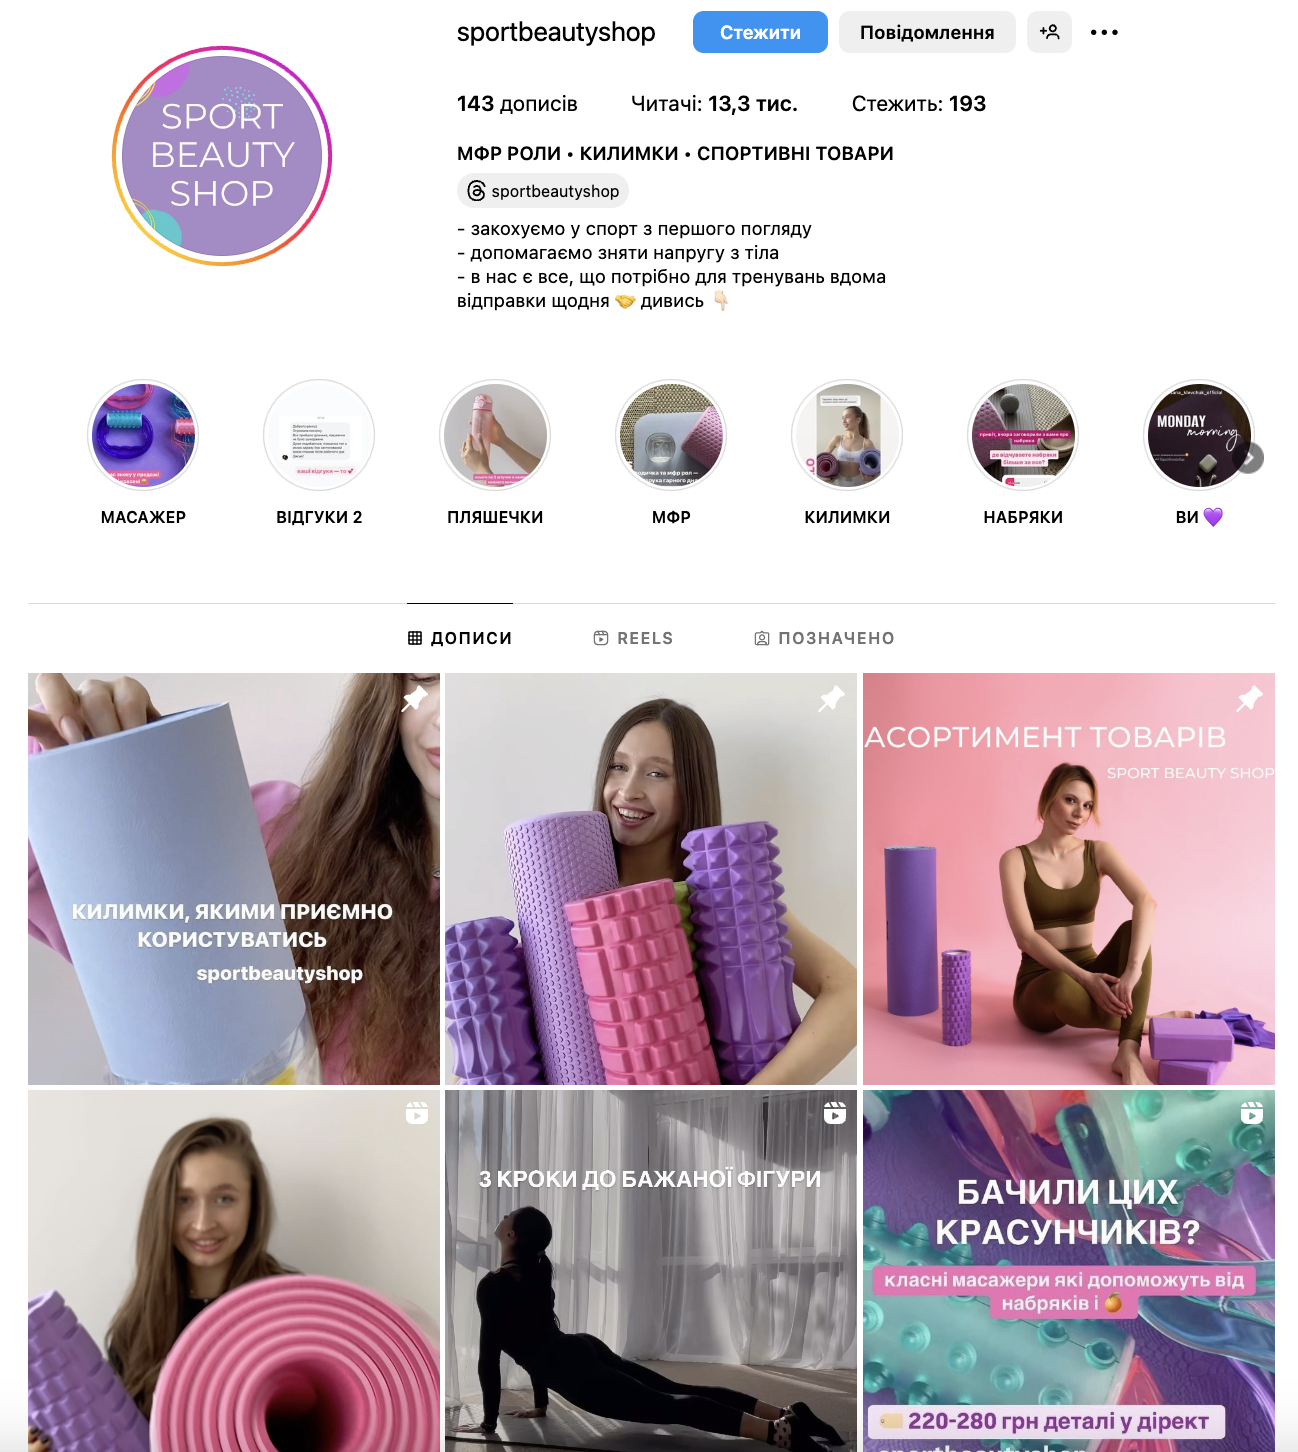 sportbeautyshop
Стежити
Повідомлення
SPORT
BEAUTY
SHOP
143 дописів
Читачі: 13,3 тис.
Стежить: 193
МФР РОЛИ • КИЛИМКИ • СПОРТИВНІ ТОВАРИ
sportbeautyshop
- закохуємо у спорт з першого погляду
- допомагаємо зняти напругу з тіла
- в нас є все, що потрібно для тренувань вдома
відправки щодня 🤝 дивись 👇🏻
MONDAY
morning
МАСАЖЕР
ВІДГУКИ 2
ПЛЯШЕЧКИ
МФР
КИЛИМКИ
НАБРЯКИ
ВИ 💜
ДОПИСИ
REELS
ПОЗНАЧЕНО
КИЛИМКИ, ЯКИМИ ПРИЄМНО
КОРИСТУВАТИСЬ
sportbeautyshop
АСОРТИМЕНТ ТОВАРІВ
SPORT BEAUTY SHOP
3 КРОКИ ДО БАЖАНОЇ ФІГУРИ
БАЧИЛИ ЦИХ
КРАСУНЧИКІВ?
класні масажери які допоможуть від
набряків і 🍊
220-280 грн деталі у дірект
sportbeautyshop